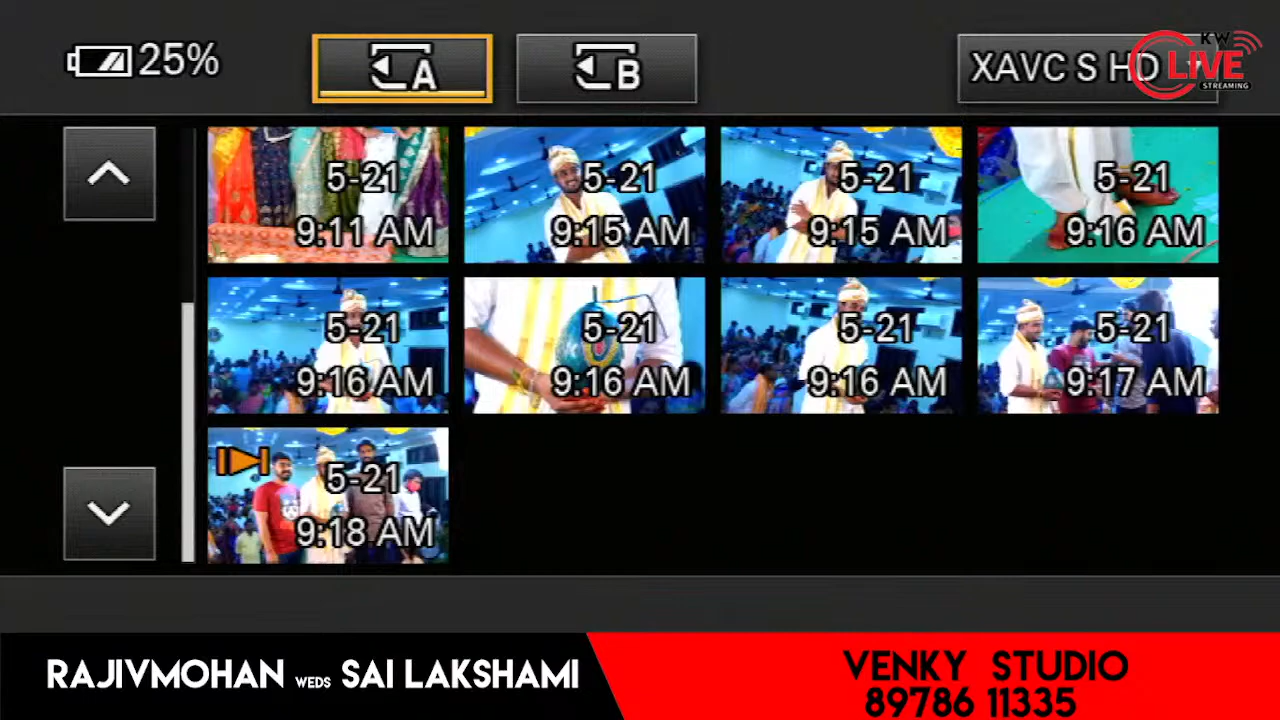 25%
A
B
XAVC S HD
KW
LIVE
STREAMING
5-21
9:11 AM
5-21
9:15 AM
5-21
9:15 AM
5-21
9:16 AM
5-21
9:16 AM
5-21
9:16 AM
5-21
9:16 AM
5-21
9:17 AM
5-21
9:18 AM
RAJIVMOHAN WEDS SAI LAKSHAMI
VENKY STUDIO
89786 11335